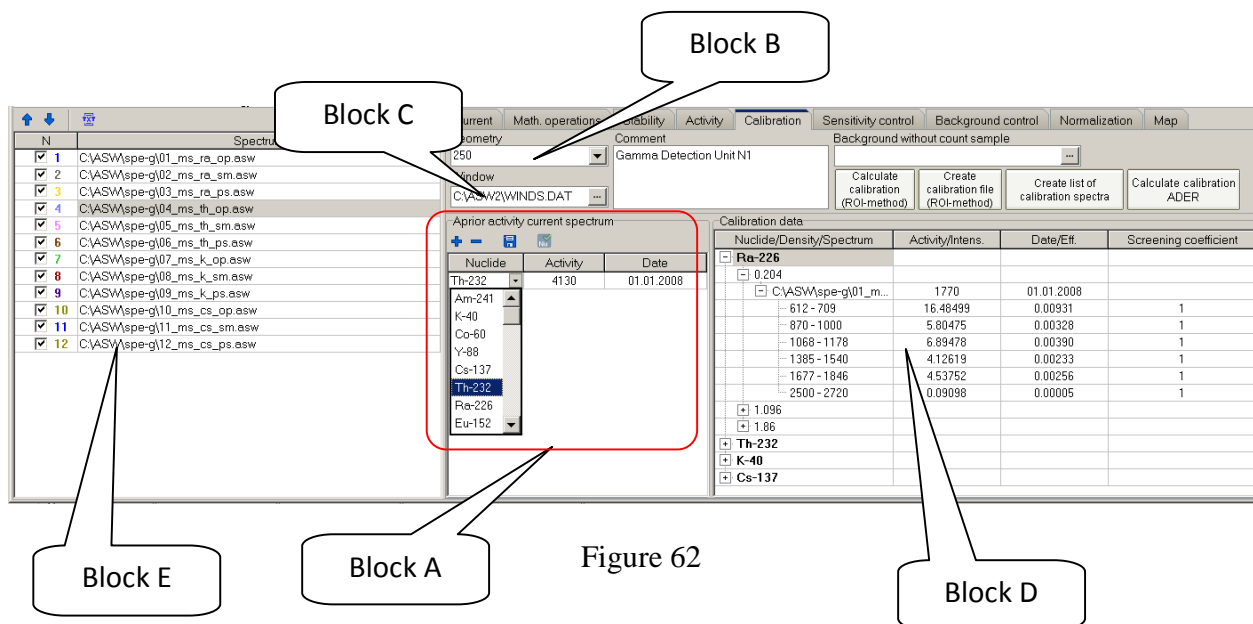 Block B
Block C
Block E
Block A
Block D
Figure 62
N Spectru
1 C:\ASW\spe-g\01_ms_ra_op.asw
2 C:\ASW\spe-g\02_ms_ra_sm.asw
3 C:\ASW\spe-g\03_ms_ra_ps.asw
4 C:\ASW\spe-g\04_ms_th_op.asw
5 C:\ASW\spe-g\05_ms_th_sm.asw
6 C:\ASW\spe-g\06_ms_th_ps.asw
7 C:\ASW\spe-g\07_ms_k_op.asw
8 C:\ASW\spe-g\08_ms_k_sm.asw
9 C:\ASW\spe-g\09_ms_k_ps.asw
10 C:\ASW\spe-g\10_ms_cs_op.asw
11 C:\ASW\spe-g\11_ms_cs_sm.asw
12 C:\ASW\spe-g\12_ms_cs_ps.asw
urrent Math. operations tability Activity Calibration Sensitivity control Background control Normalization Map
eometry
250
indow
C:\ASW2\WINDS.DAT ...
Comment
Gamma Detection Unit N1
Background without count sample
...
Calculate
calibration
(ROI-method)
Create
calibration file
(ROI-method)
Create list of
calibration spectra
Calculate calibration
ADER
Aprior activity current spectrum
Nuclide Activity Date
Th-232 4130 01.01.2008
Am-241
K-40
Co-60
Y-88
Cs-137
Th-232
Ra-226
Eu-152
Calibration data
Nuclide/Density/Spectrum Activity/Intens. Date/Eff. Screening coefficient
Ra-226
0.204
C:\ASW\spe-g\01_m... 1770 01.01.2008
612 - 709 16.48499 0.00931 1
870 - 1000 5.80475 0.00328 1
1068 - 1178 6.89478 0.00390 1
1385 - 1540 4.12619 0.00233 1
1677 - 1846 4.53752 0.00256 1
2500 - 2720 0.09098 0.00005 1
1.096
1.86
Th-232
K-40
Cs-137